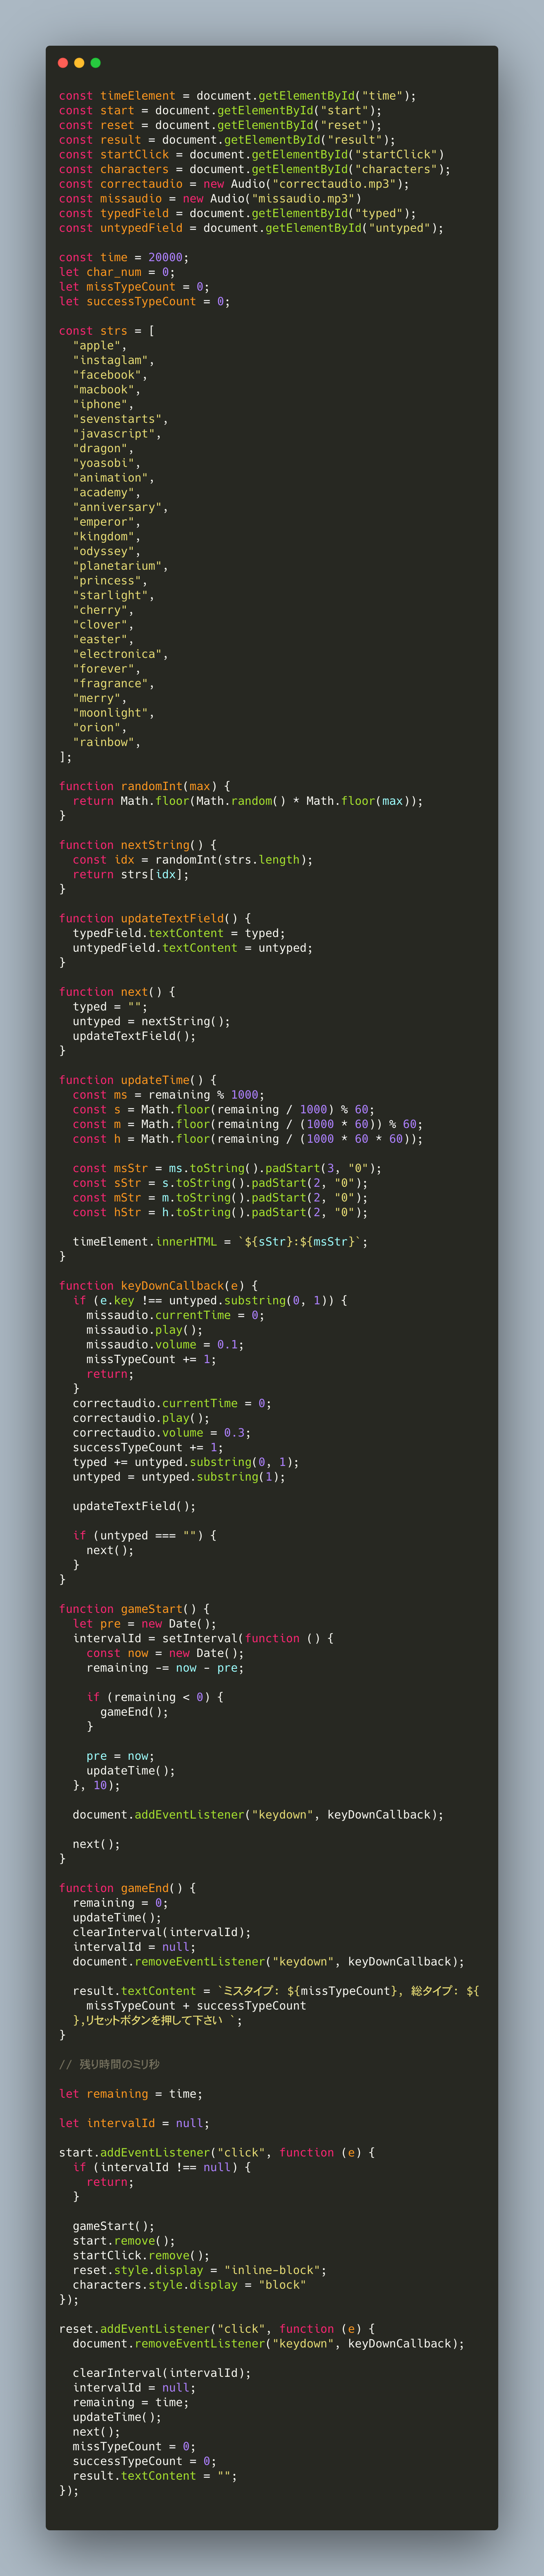 const timeElement = document.getElementById("time");
const start = document.getElementById("start");
const reset = document.getElementById("reset");
const result = document.getElementById("result");
const startClick = document.getElementById("startClick")
const characters = document.getElementById("characters");
const correctaudio = new Audio("correctaudio.mp3");
const missaudio = new Audio("missaudio.mp3")
const typedField = document.getElementById("typed");
const untypedField = document.getElementById("untyped");

const time = 20000;
let char_num = 0;
let missTypeCount = 0;
let successTypeCount = 0;

const strs = [
  "apple",
  "instaglam",
  "facebook",
  "macbook",
  "iphone",
  "sevenstarts",
  "javascript",
  "dragon",
  "yoasobi",
  "animation",
  "academy",
  "anniversary",
  "emperor",
  "kingdom",
  "odyssey",
  "planetarium",
  "princess",
  "starlight",
  "cherry",
  "clover",
  "easter",
  "electronica",
  "forever",
  "fragrance",
  "merry",
  "moonlight",
  "orion",
  "rainbow",
];

function randomInt(max) {
  return Math.floor(Math.random() * Math.floor(max));
}

function nextString() {
  const idx = randomInt(strs.length);
  return strs[idx];
}

function updateTextField() {
  typedField.textContent = typed;
  untypedField.textContent = untyped;
}

function next() {
  typed = "";
  untyped = nextString();
  updateTextField();
}

function updateTime() {
  const ms = remaining % 1000;
  const s = Math.floor(remaining / 1000) % 60;
  const m = Math.floor(remaining / (1000 * 60)) % 60;
  const h = Math.floor(remaining / (1000 * 60 * 60));

  const msStr = ms.toString().padStart(3, "0");
  const sStr = s.toString().padStart(2, "0");
  const mStr = m.toString().padStart(2, "0");
  const hStr = h.toString().padStart(2, "0");

  timeElement.innerHTML = `${sStr}:${msStr}`;
}

function keyDownCallback(e) {
  if (e.key !== untyped.substring(0, 1)) {
    missaudio.currentTime = 0;
    missaudio.play();
    missaudio.volume = 0.1;
    missTypeCount += 1;
    return;
  }
  correctaudio.currentTime = 0;
  correctaudio.play();
  correctaudio.volume = 0.3;
  successTypeCount += 1;
  typed += untyped.substring(0, 1);
  untyped = untyped.substring(1);

  updateTextField();

  if (untyped === "") {
    next();
  }
}

function gameStart() {
  let pre = new Date();
  intervalId = setInterval(function () {
    const now = new Date();
    remaining -= now - pre;

    if (remaining < 0) {
      gameEnd();
    }

    pre = now;
    updateTime();
  }, 10);

  document.addEventListener("keydown", keyDownCallback);

  next();
}

function gameEnd() {
  remaining = 0;
  updateTime();
  clearInterval(intervalId);
  intervalId = null;
  document.removeEventListener("keydown", keyDownCallback);

  result.textContent = `ミスタイプ: ${missTypeCount}, 総タイプ: ${
    missTypeCount + successTypeCount
  },リセットボタンを押して下さい `;
}

// 残り時間のミリ秒

let remaining = time;

let intervalId = null;

start.addEventListener("click", function (e) {
  if (intervalId !== null) {
    return;
  }

  gameStart();
  start.remove();
  startClick.remove();
  reset.style.display = "inline-block";
  characters.style.display = "block"
});

reset.addEventListener("click", function (e) {
  document.removeEventListener("keydown", keyDownCallback);

  clearInterval(intervalId);
  intervalId = null;
  remaining = time;
  updateTime();
  next();
  missTypeCount = 0;
  successTypeCount = 0;
  result.textContent = "";
});